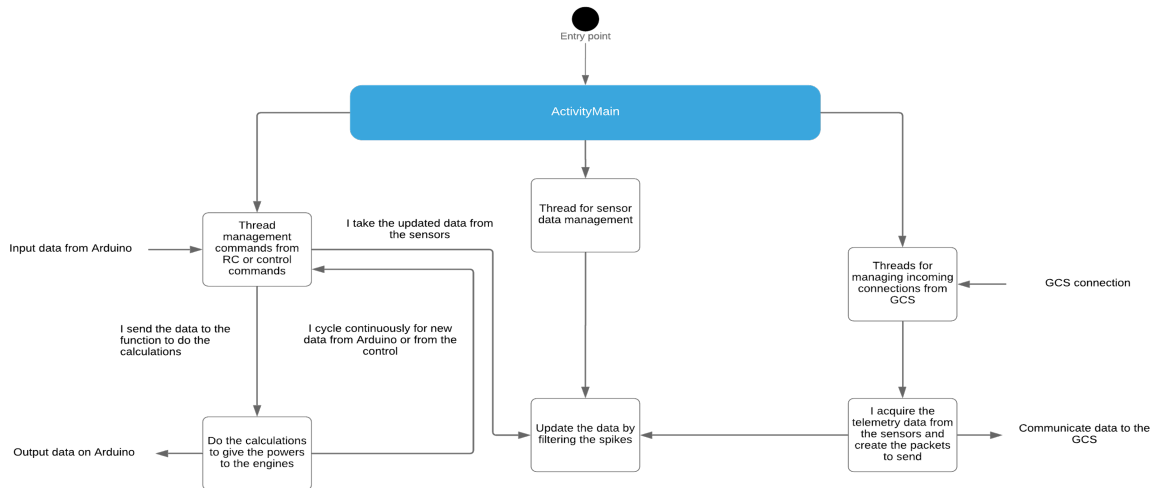 Entry point
ActivityMain
Thread
management
commands from
RC or control
commands
Input data from Arduino
I take the updated data from
the sensors
Thread for sensor
data management
Threads for
managing incoming
connections from
GCS
GCS connection
I send the data to the
function to do the
calculations
I cycle continuously for new
data from Arduino or from the
control
Do the calculations
to give the powers
to the engines
Output data on Arduino
Update the data by
filtering the spikes
I acquire the
telemetry data from
the sensors and
create the packets
to send
Communicate data to the
GCS